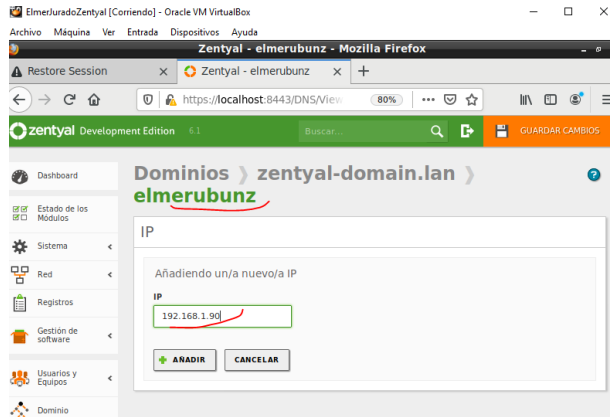 ElmerJuradoZentyal [Corriendo] - Oracle VM VirtualBox
Archivo Máquina Ver Entrada Dispositivos Ayuda
Zentyal - elmerubunz - Mozilla Firefox
Restore Session
Zentyal - elmerubunz
https://localhost:8443/DNS/View
80%
zentyal Development Edition 6.1
Buscar...
GUARDAR CAMBIOS
Dashboard
Estado de los
Módulos
Sistema
Red
Registros
Gestión de
software
Usuarios y
Equipos
Dominio
Dominios zentyal-domain.lan
elmerubunz
IP
Añadiendo un/a nuevo/a IP
IP
192.168.1.90
AÑADIR
CANCELAR